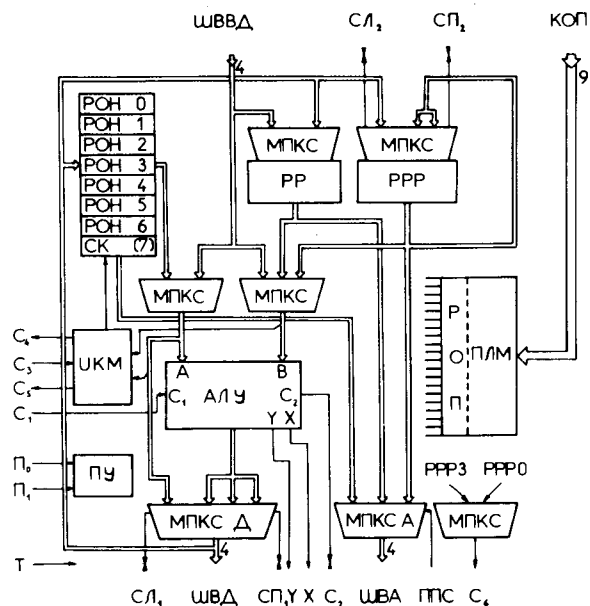 ШВВД СЛ₂ СП₂ КОП
4
9
РОН 0
РОН 1
РОН 2
РОН 3
РОН 4
РОН 5
РОН 6
СК (7)
МПКС МПКС
РР РРР
МПКС МПКС
Р
О
П
ПЛМ
С₄
С₃
С₅
С₁
ИКМ
А В
С₁ АЛУ С₂
Y X
П₀
П₁
ПУ
РРР3 РРР0
МПКС Д МПКС А МПКС
Т
4 4
СЛ₁ ШВД СП₁ Y X С₂ ШВА ППС С₆